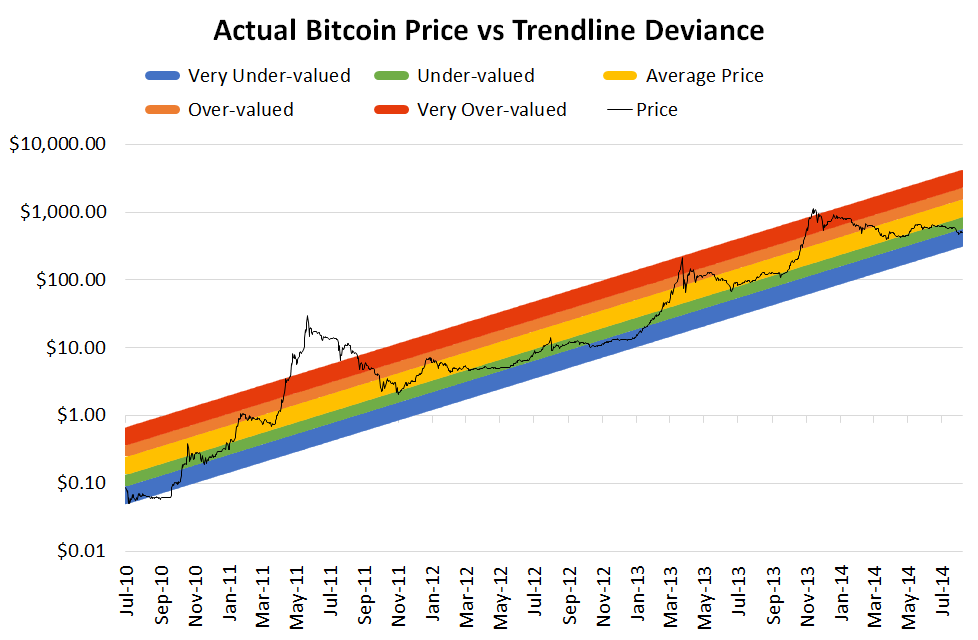 Actual Bitcoin Price vs Trendline Deviance
Very Under-valued Under-valued Average Price
Over-valued Very Over-valued Price
$10,000.00
$1,000.00
$100.00
$10.00
$1.00
$0.10
$0.01
Jul-10 Sep-10 Nov-10 Jan-11 Mar-11 May-11 Jul-11 Sep-11 Nov-11 Jan-12 Mar-12 May-12 Jul-12 Sep-12 Nov-12 Jan-13 Mar-13 May-13 Jul-13 Sep-13 Nov-13 Jan-14 Mar-14 May-14 Jul-14